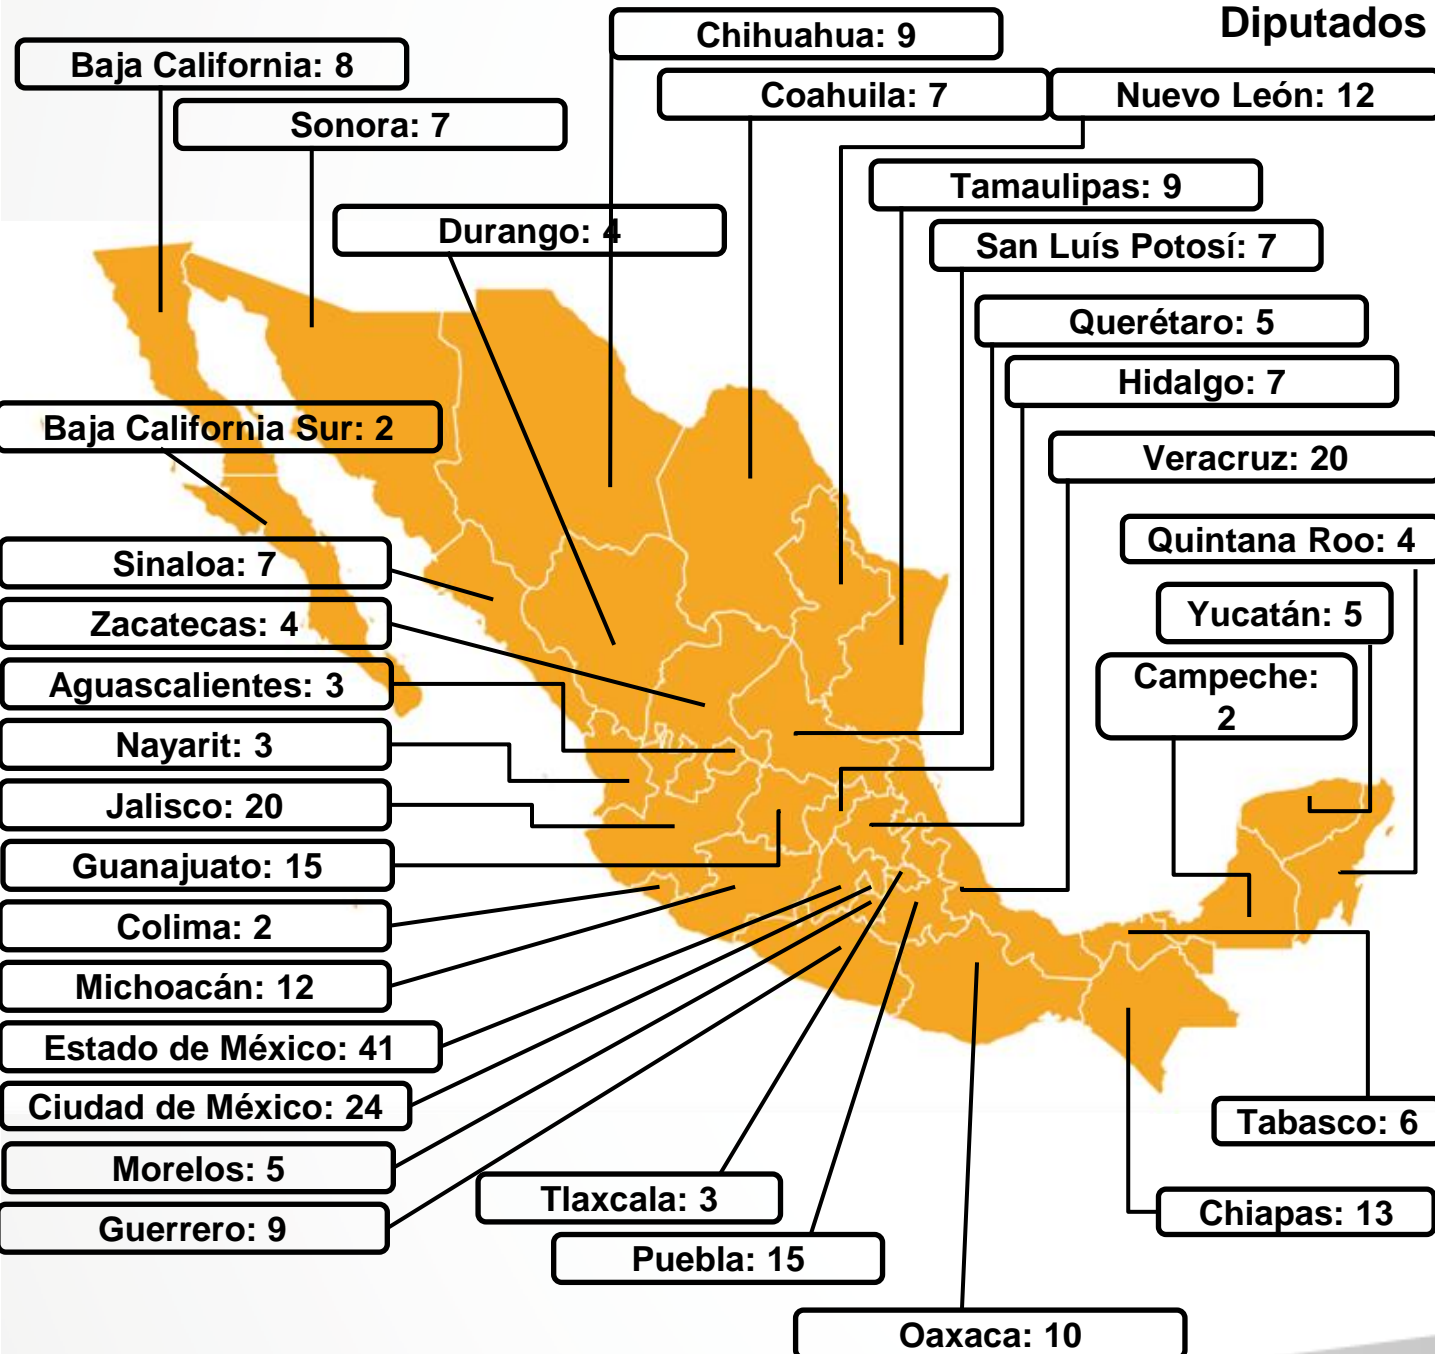 Diputados
Chihuahua: 9
Baja California: 8
Coahuila: 7
Nuevo León: 12
Sonora: 7
Tamaulipas: 9
Durango: 4
San Luís Potosí: 7
Querétaro: 5
Hidalgo: 7
Baja California Sur: 2
Veracruz: 20
Quintana Roo: 4
Sinaloa: 7
Yucatán: 5
Zacatecas: 4
Campeche:
2
Aguascalientes: 3
Nayarit: 3
Jalisco: 20
Guanajuato: 15
Colima: 2
Michoacán: 12
Estado de México: 41
Ciudad de México: 24
Tabasco: 6
Morelos: 5
Tlaxcala: 3
Chiapas: 13
Guerrero: 9
Puebla: 15
Oaxaca: 10